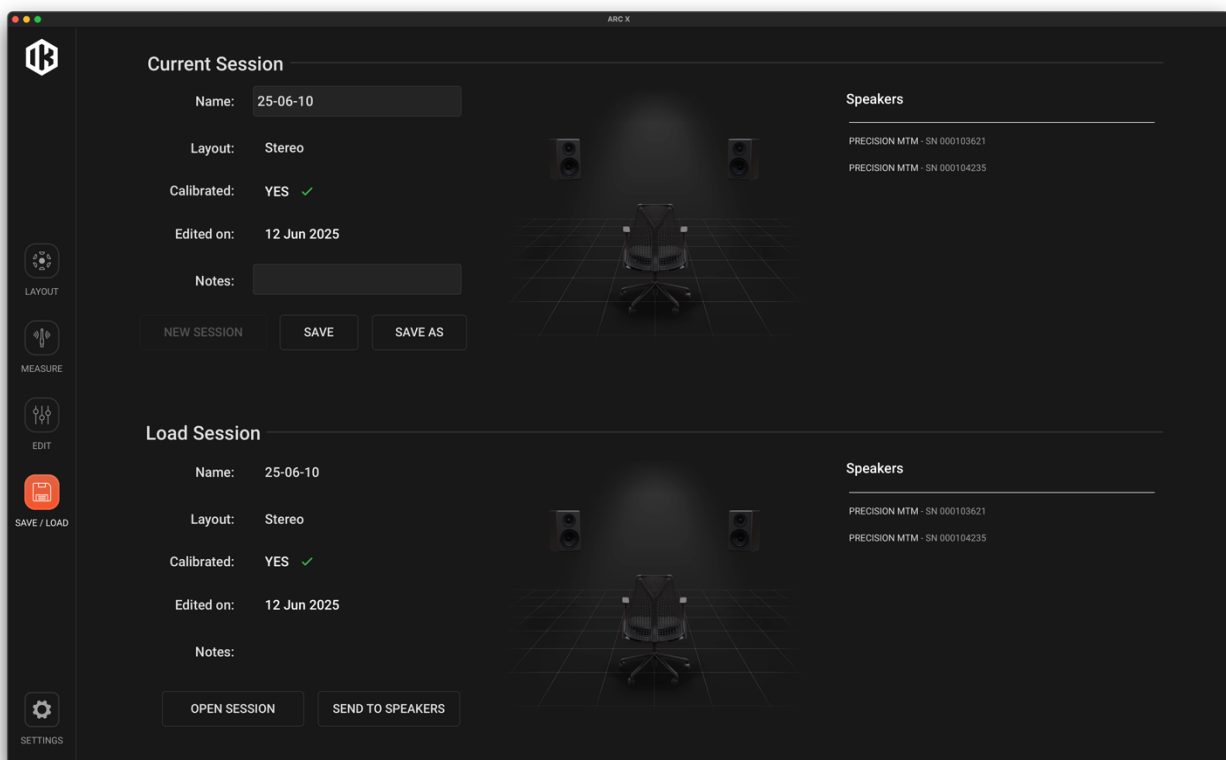 ARC X
LAYOUT
MEASURE
EDIT
SAVE / LOAD
SETTINGS
Current Session
Name: 25-06-10
Layout: Stereo
Calibrated: YES
Edited on: 12 Jun 2025
Notes:
NEW SESSION SAVE SAVE AS
Speakers
PRECISION MTM - SN 000103621
PRECISION MTM - SN 000104235
Load Session
Name: 25-06-10
Layout: Stereo
Calibrated: YES
Edited on: 12 Jun 2025
Notes:
OPEN SESSION SEND TO SPEAKERS
Speakers
PRECISION MTM - SN 000103621
PRECISION MTM - SN 000104235